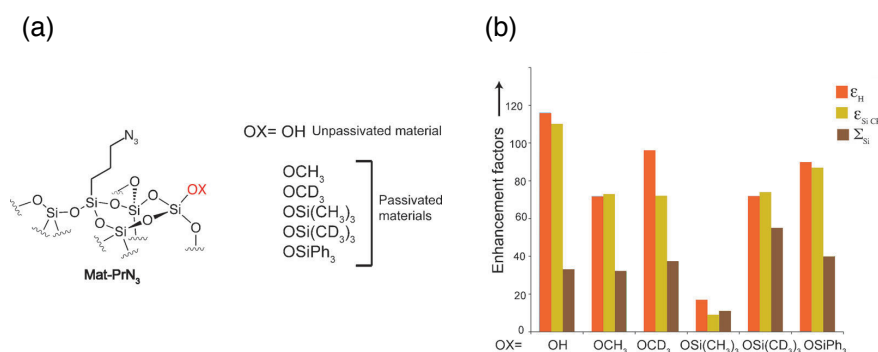 (a)
N3
OX= OH Unpassivated material
OCH3
OCD3
OSi(CH3)3
OSi(CD3)3
OSiPh3
Passivated
materials
OX
O
Si
O
Si
O
Si
O
Si
O
Si
O
O
O
Mat-PrN3
(b)
Enhancement factors
120
100
80
60
40
20
0
εH
εSi CP
ΣSi
OX= OH OCH3 OCD3 OSi(CH3)3 OSi(CD3)3 OSiPh3